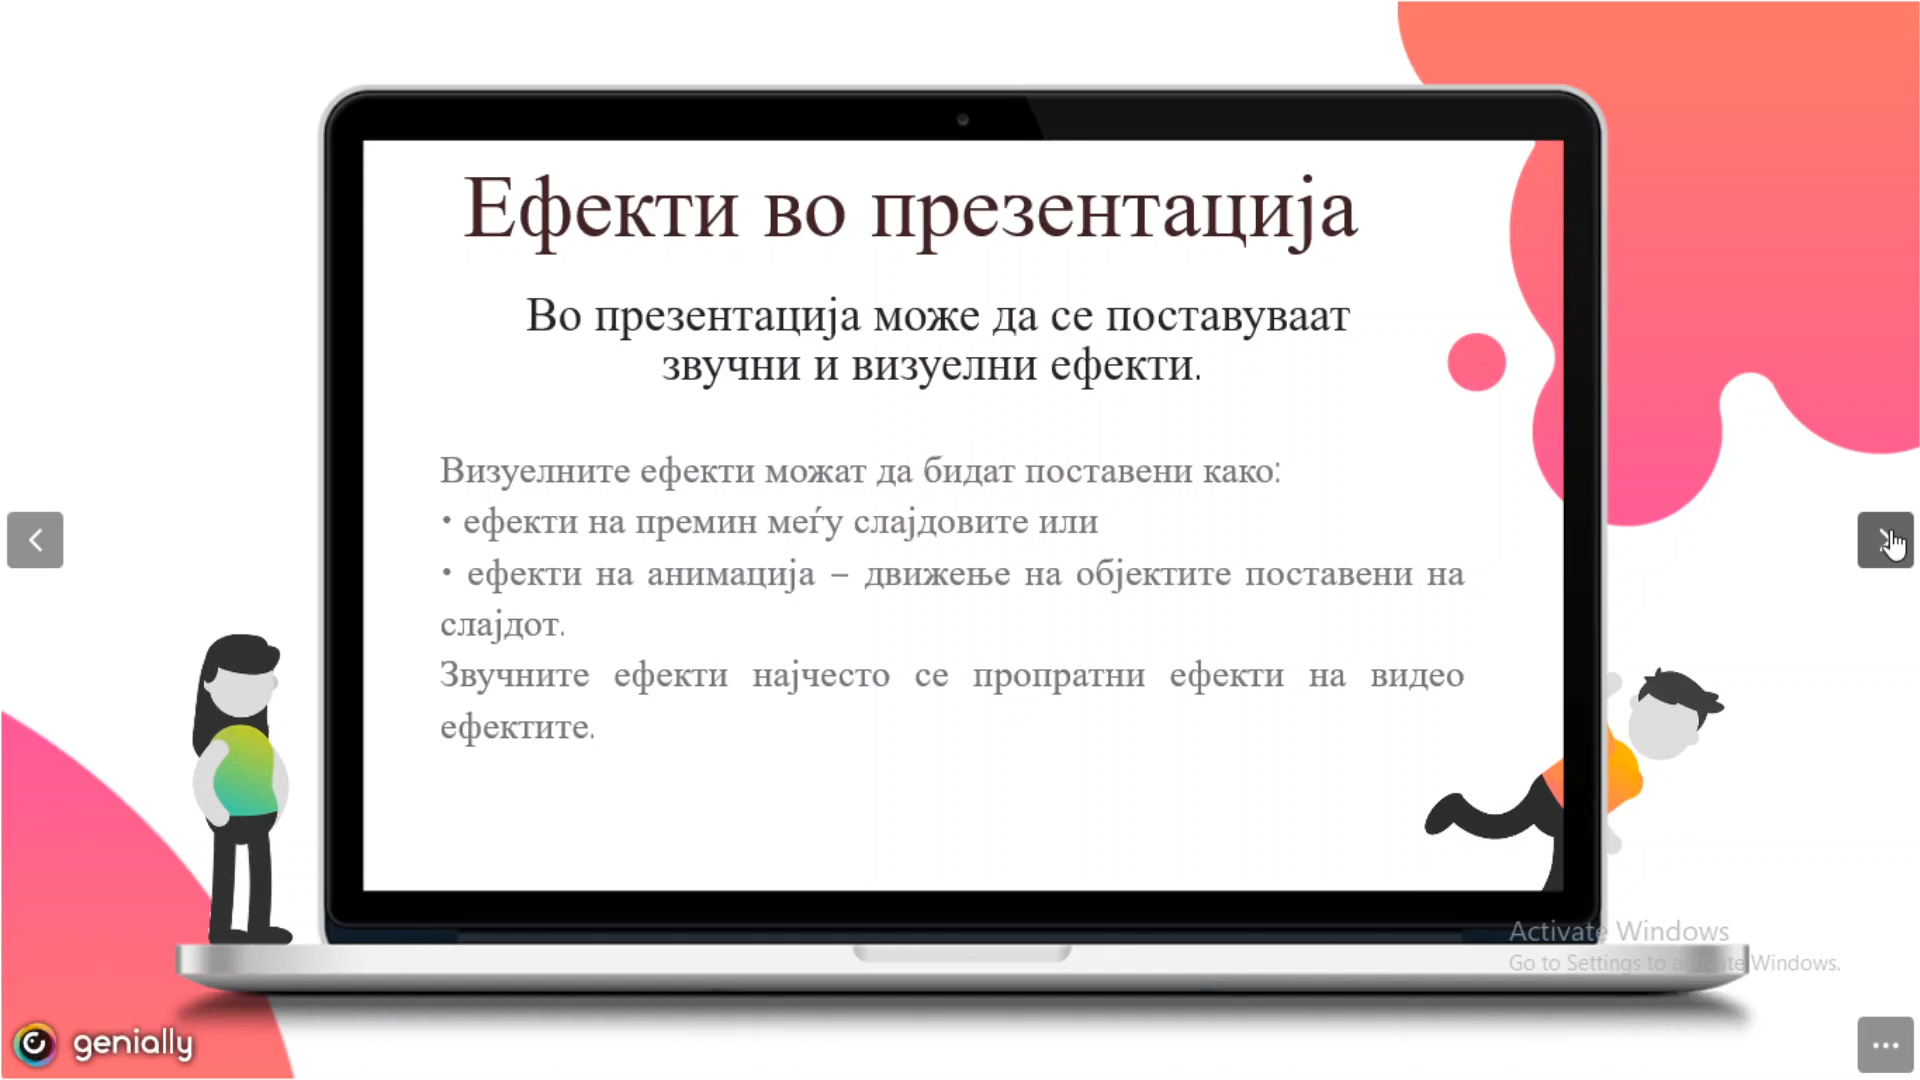 Ефекти во презентација
Во презентација може да се поставуваат
звучни и визуелни ефекти.
Визуелните ефекти можат да бидат поставени како:
• ефекти на премин меѓу слајдовите или
• ефекти на анимација – движење на објектите поставени на
слајдот.
Звучните ефекти најчесто се пропратни ефекти на видео
ефектите.
Activate Windows
Go to Settings to activate Windows.
genially